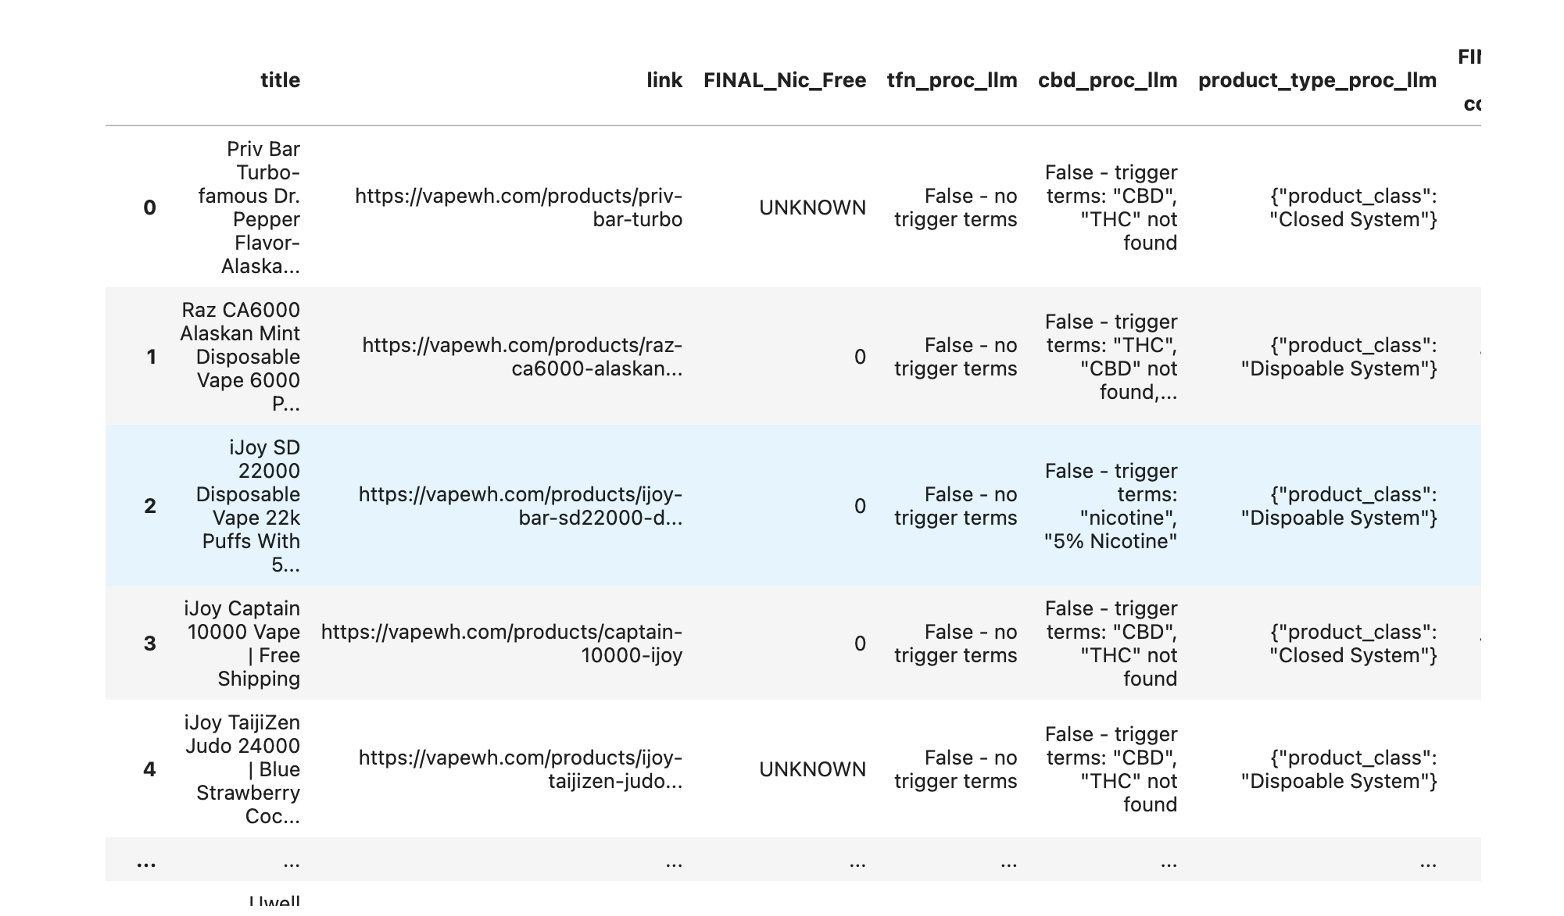 FIN
title link FINAL_Nic_Free tfn_proc_llm cbd_proc_llm product_type_proc_llm
co
0
Priv Bar
Turbo-
famous Dr.
Pepper
Flavor-
Alaska...
https://vapewh.com/products/priv-
bar-turbo
UNKNOWN
False - no
trigger terms
False - trigger
terms: "CBD",
"THC" not
found
{"product_class":
"Closed System"}
1
Raz CA6000
Alaskan Mint
Disposable
Vape 6000
P...
https://vapewh.com/products/raz-
ca6000-alaskan...
0
False - no
trigger terms
False - trigger
terms: "THC",
"CBD" not
found,...
{"product_class":
"Dispoable System"}
2
iJoy SD
22000
Disposable
Vape 22k
Puffs With
5...
https://vapewh.com/products/ijoy-
bar-sd22000-d...
0
False - no
trigger terms
False - trigger
terms:
"nicotine",
"5% Nicotine"
{"product_class":
"Dispoable System"}
3
iJoy Captain
10000 Vape
| Free
Shipping
https://vapewh.com/products/captain-
10000-ijoy
0
False - no
trigger terms
False - trigger
terms: "CBD",
"THC" not
found
{"product_class":
"Closed System"}
4
iJoy TaijiZen
Judo 24000
| Blue
Strawberry
Coc...
https://vapewh.com/products/ijoy-
taijizen-judo...
UNKNOWN
False - no
trigger terms
False - trigger
terms: "CBD",
"THC" not
found
{"product_class":
"Dispoable System"}
... ... ... ... ... ... ...
Uwell